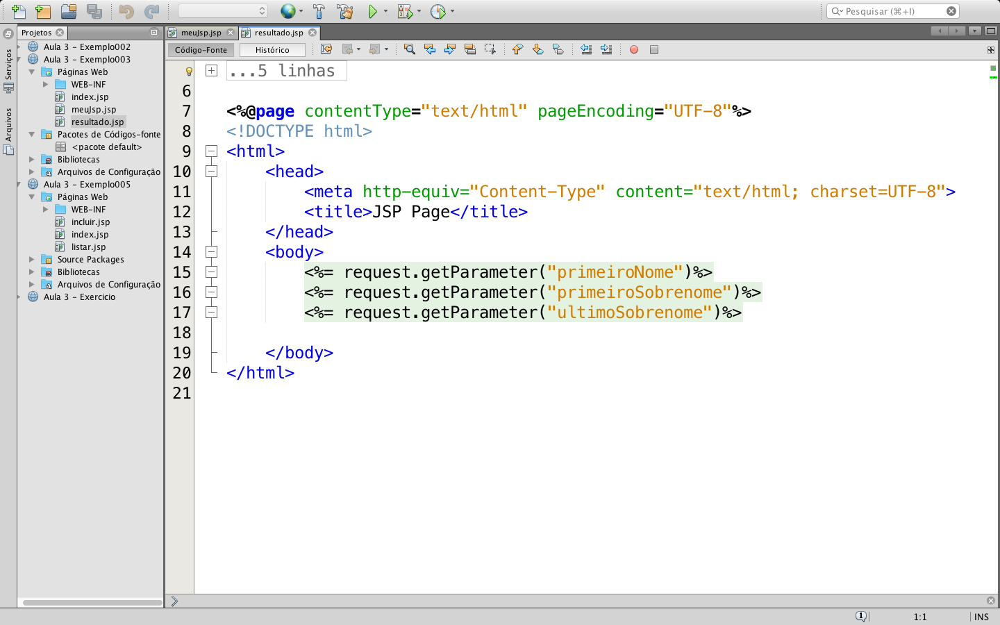 Pesquisar (⌘+I)
Projetos
meuJsp.jsp
resultado.jsp
Código-Fonte
Histórico
Serviços
Arquivos
Aula 3 - Exemplo002
Aula 3 - Exemplo003
Páginas Web
WEB-INF
index.jsp
meuJsp.jsp
resultado.jsp
Pacotes de Códigos-fonte
<pacote default>
Bibliotecas
Arquivos de Configuração
Aula 3 - Exemplo005
Páginas Web
WEB-INF
incluir.jsp
index.jsp
listar.jsp
Source Packages
Bibliotecas
Arquivos de Configuração
Aula 3 - Exercicio
...5 linhas
6
7 <%@page contentType="text/html" pageEncoding="UTF-8"%>
8 <!DOCTYPE html>
9 <html>
10 <head>
11 <meta http-equiv="Content-Type" content="text/html; charset=UTF-8">
12 <title>JSP Page</title>
13 </head>
14 <body>
15 <%= request.getParameter("primeiroNome")%>
16 <%= request.getParameter("primeiroSobrenome")%>
17 <%= request.getParameter("ultimoSobrenome")%>
18
19 </body>
20 </html>
21
1
1:1
INS